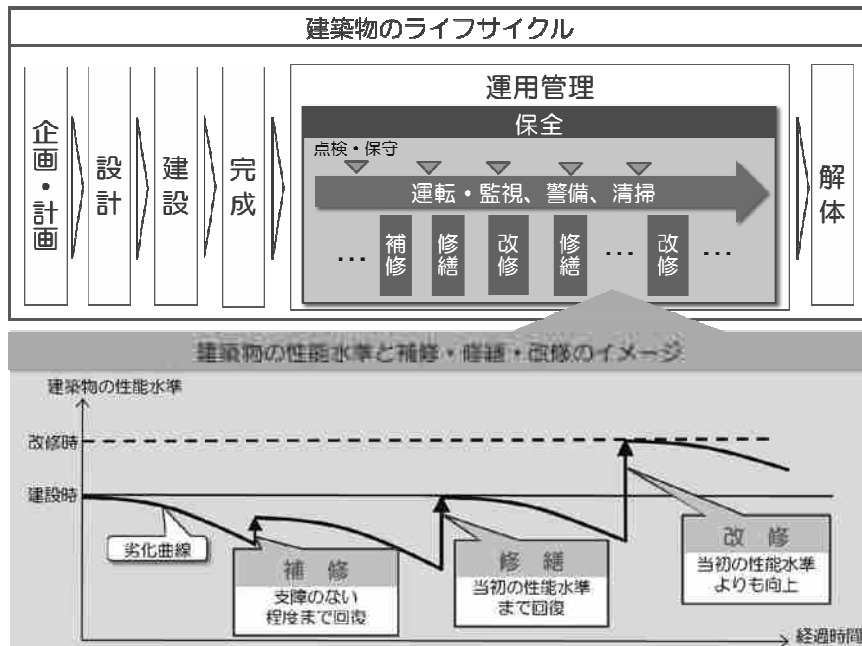 建築物のライフサイクル
企画・計画
設計
建設
完成
運用管理
保全
点検・保守
運転・監視、警備、清掃
…
補修
修繕
改修
修繕
…
改修
…
解体
建築物の性能水準と補修・修繕・改修のイメージ
建築物の性能水準
改修時
建設時
劣化曲線
補修
支障のない
程度まで回復
修繕
当初の性能水準
まで回復
改修
当初の性能水準
よりも向上
経過時間